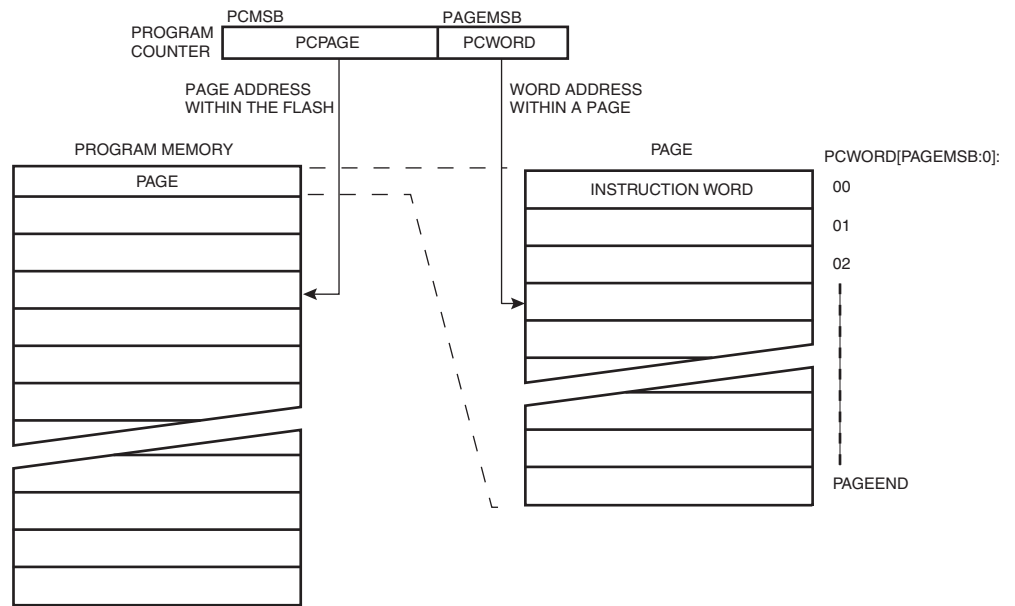 PCMSB
PAGEMSB
PROGRAM
COUNTER
PCPAGE
PCWORD
PAGE ADDRESS
WITHIN THE FLASH
WORD ADDRESS
WITHIN A PAGE
PROGRAM MEMORY
PAGE
PAGE
INSTRUCTION WORD
PCWORD[PAGEMSB:0]:
00
01
02
PAGEEND